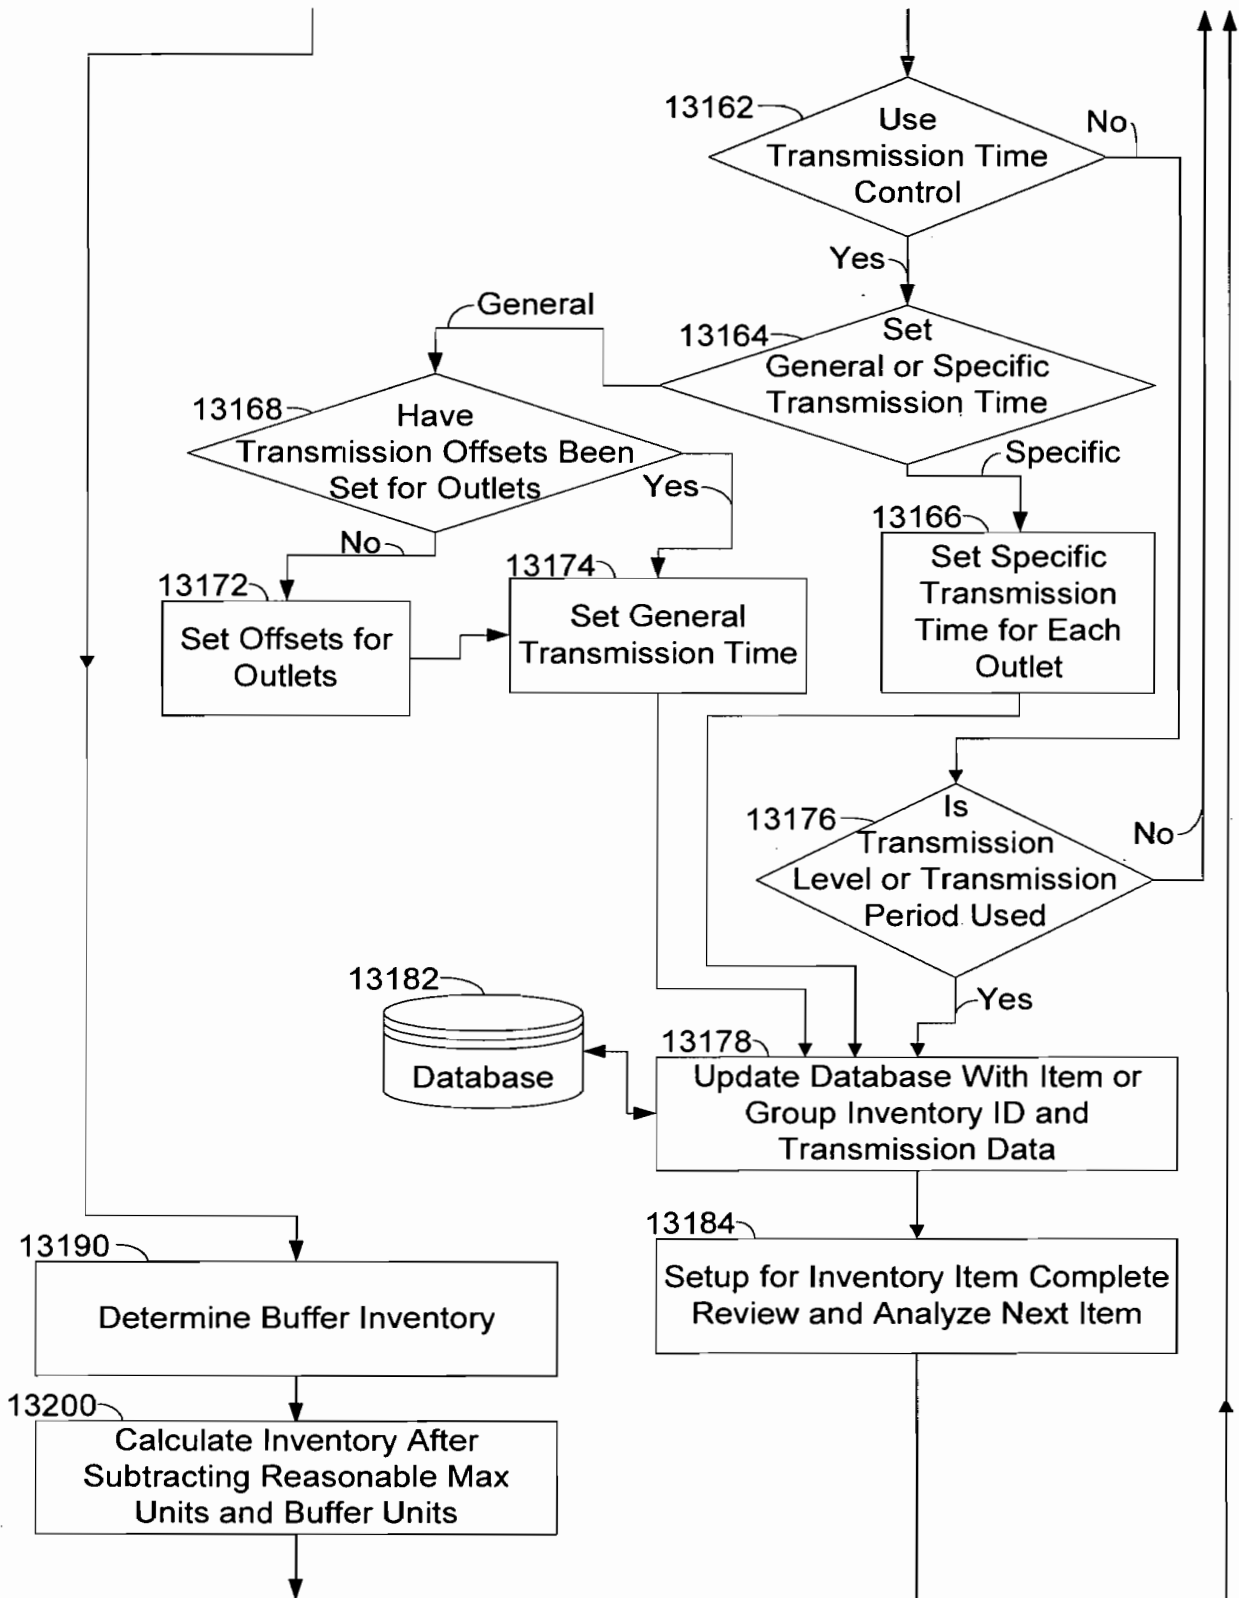 13162
Use
Transmission Time
Control
No
Yes
General
13164
Set
General or Specific
Transmission Time
13168
Have
Transmission Offsets Been
Set for Outlets
Yes
Specific
No
13166
Set Specific
Transmission
Time for Each
Outlet
13172
Set Offsets for
Outlets
13174
Set General
Transmission Time
13176
Is
Transmission
Level or Transmission
Period Used
No
Yes
13182
Database
13178
Update Database With Item or
Group Inventory ID and
Transmission Data
13184
Setup for Inventory Item Complete
Review and Analyze Next Item
13190
Determine Buffer Inventory
13200
Calculate Inventory After
Subtracting Reasonable Max
Units and Buffer Units